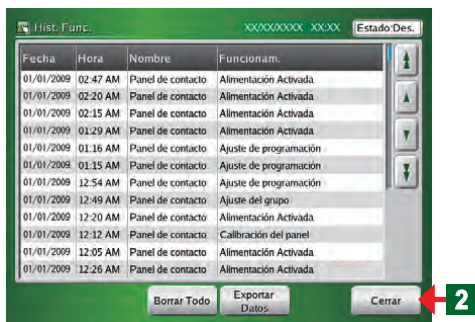 Hist. Func. XX/XX/XXXX XX:XX Estado:Des.
Fecha Hora Nombre Funcionam.
01/01/2009 02:47 AM Panel de contacto Alimentación Activada
01/01/2009 02:20 AM Panel de contacto Alimentación Activada
01/01/2009 02:15 AM Panel de contacto Alimentación Activada
01/01/2009 01:29 AM Panel de contacto Alimentación Activada
01/01/2009 01:16 AM Panel de contacto Ajuste de programación
01/01/2009 01:15 AM Panel de contacto Ajuste de programación
01/01/2009 12:54 AM Panel de contacto Ajuste de programación
01/01/2009 12:49 AM Panel de contacto Ajuste del grupo
01/01/2009 12:20 AM Panel de contacto Alimentación Activada
01/01/2009 12:12 AM Panel de contacto Calibración del panel
01/01/2009 12:05 AM Panel de contacto Alimentación Activada
01/01/2009 12:26 AM Panel de contacto Alimentación Activada
Borrar Todo Exportar Datos Cerrar 2